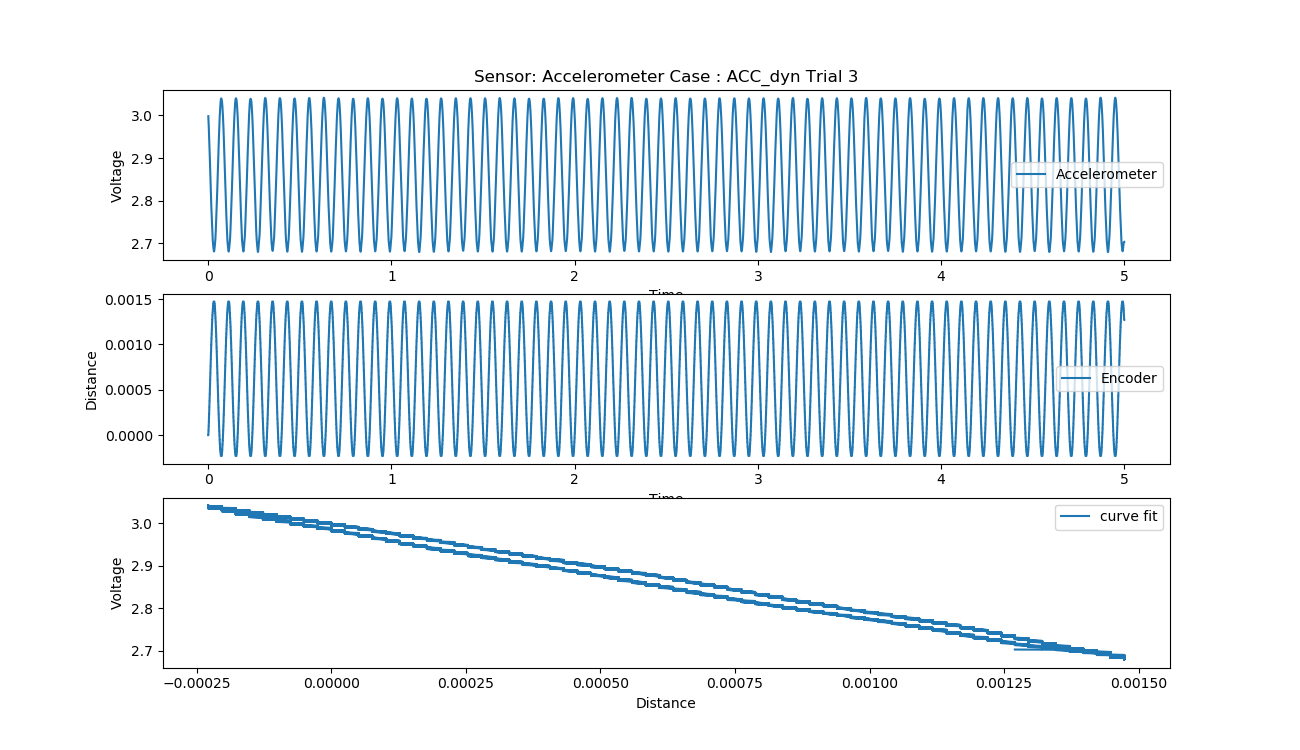 Sensor: Accelerometer Case : ACC_dyn Trial 3
3.0
2.9
2.8
2.7
Voltage
Accelerometer
0 1 2 3 4 5
0.0015
0.0010
0.0005
0.0000
Distance
Encoder
0 1 2 3 4 5
3.0
2.9
2.8
2.7
Voltage
curve fit
−0.00025 0.00000 0.00025 0.00050 0.00075 0.00100 0.00125 0.00150
Distance